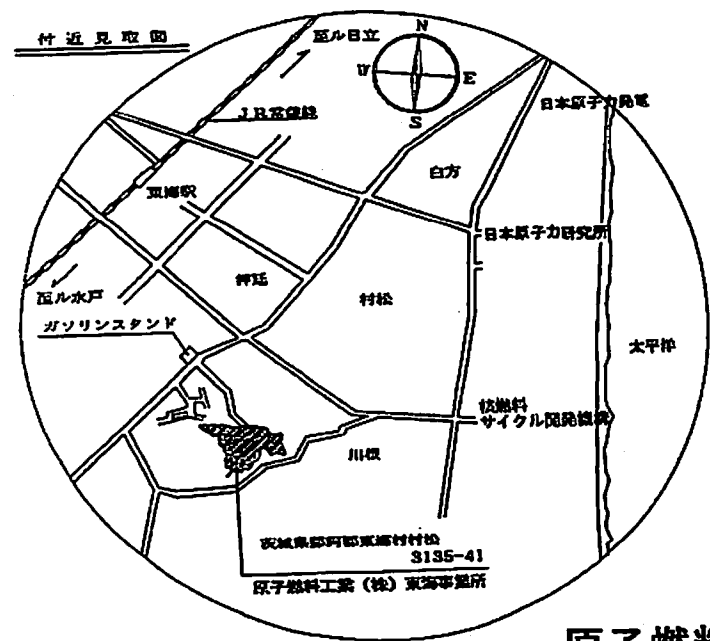 付近見取図
至ル日立
N
W
E
S
JR常磐線
日本原子力発電
白方
東海駅
日本原子力研究所
押延
村松
至ル水戸
ガソリンスタンド
太平洋
核燃料
サイクル開発機構
川根
茨城県那珂郡東海村村松
3135-41
原子燃料工業(株)東海事業所